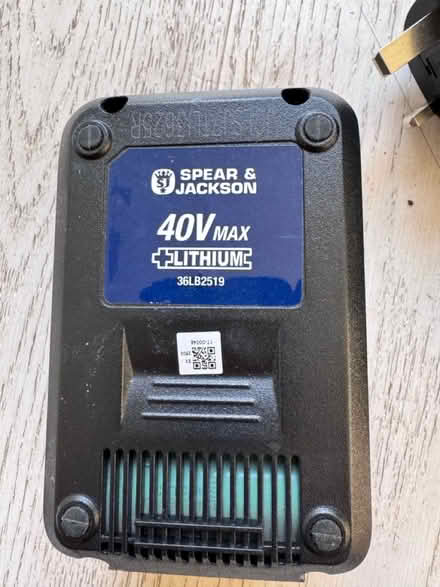 SPEAR &
JACKSON
40V MAX
LITHIUM
36LB2519